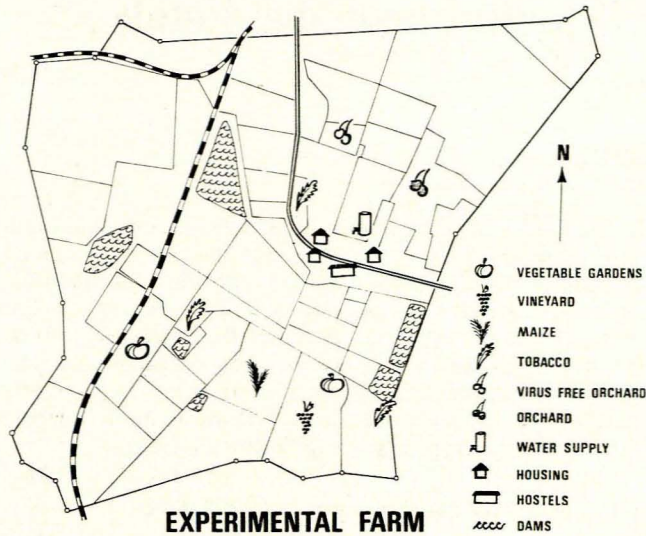 N
VEGETABLE GARDENS
VINEYARD
MAIZE
TOBACCO
VIRUS FREE ORCHARD
ORCHARD
WATER SUPPLY
HOUSING
HOSTELS
DAMS
EXPERIMENTAL FARM